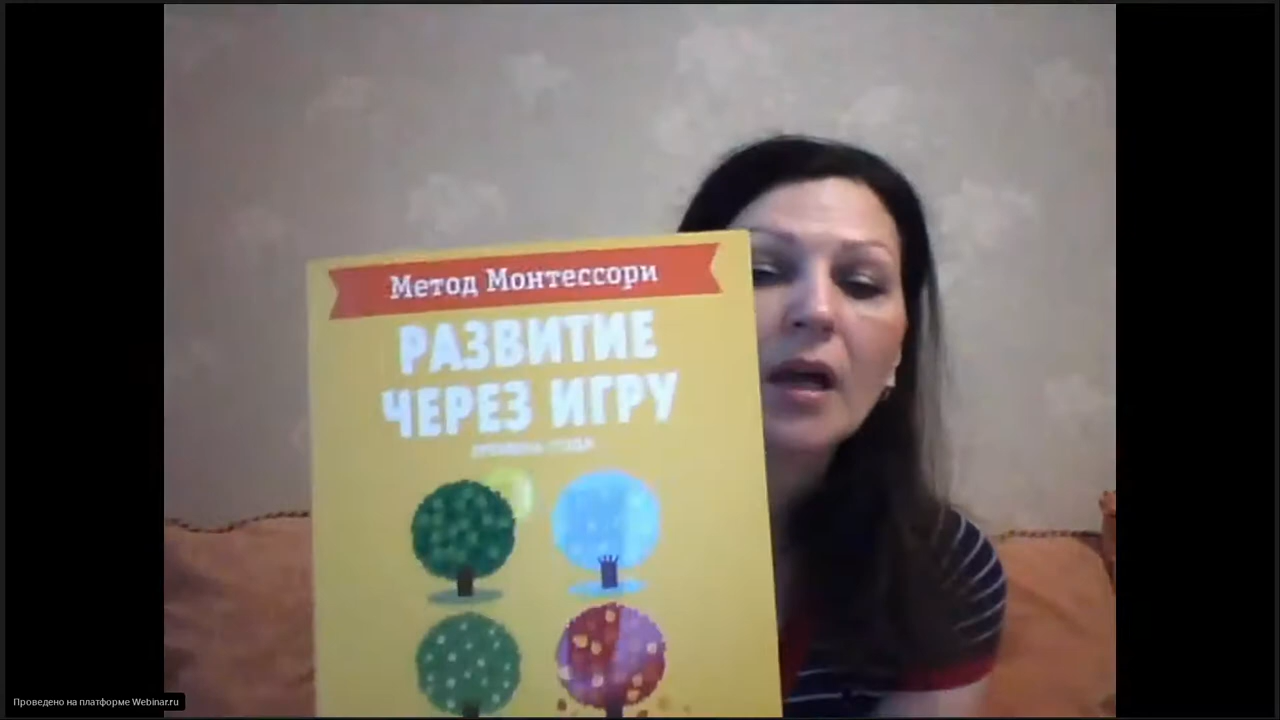 Метод Монтессори
РАЗВИТИЕ
ЧЕРЕЗ ИГРУ
Проведено на платформе Webinar.ru